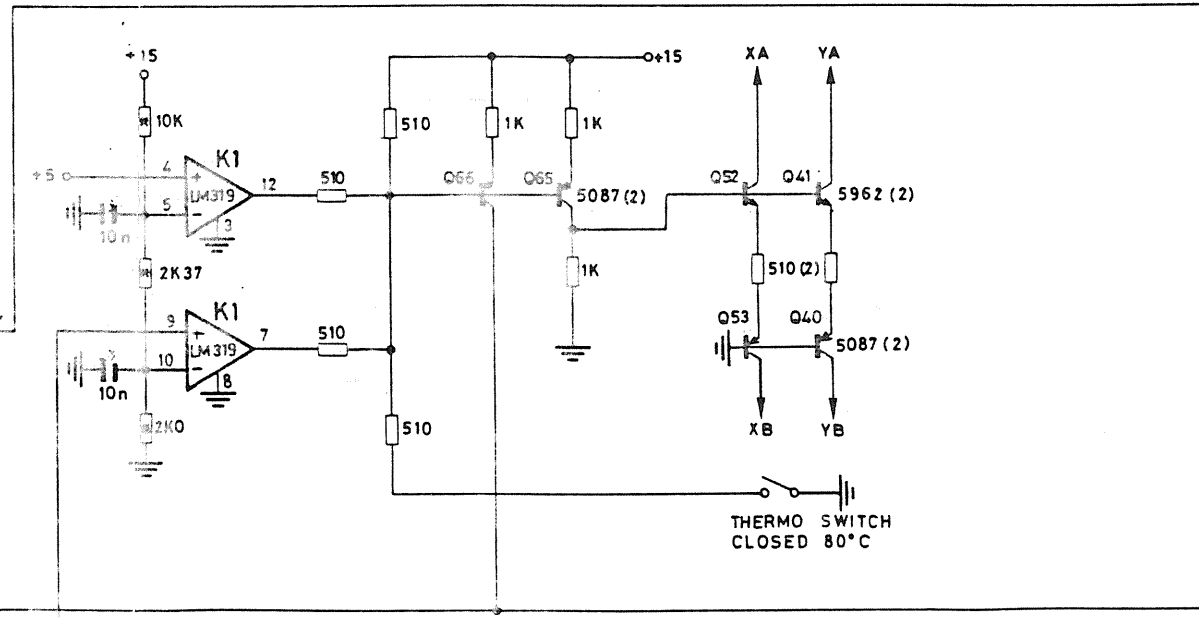 +15
+15
XA
YA
10K
510
1K
1K
K1
+5
4
+
LM319
12
510
Q66
Q65
5087(2)
Q52
Q41
5962 (2)
5
-
3
10n
2K37
1K
510(2)
K1
9
+
LM319
7
510
Q53
Q40
5087 (2)
10
-
8
10n
2K0
510
XB
YB
THERMO SWITCH
CLOSED 80°C